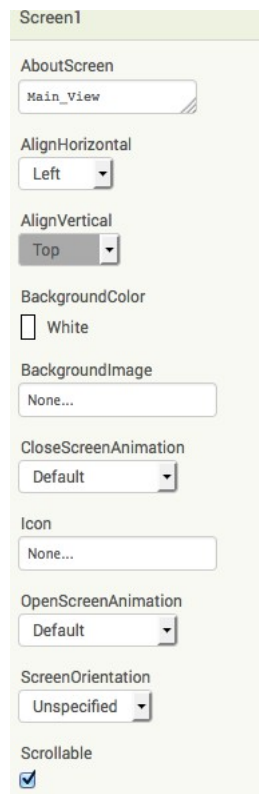 Screen1
AboutScreen
Main_View
AlignHorizontal
Left
AlignVertical
Top
BackgroundColor
White
BackgroundImage
None...
CloseScreenAnimation
Default
Icon
None...
OpenScreenAnimation
Default
ScreenOrientation
Unspecified
Scrollable